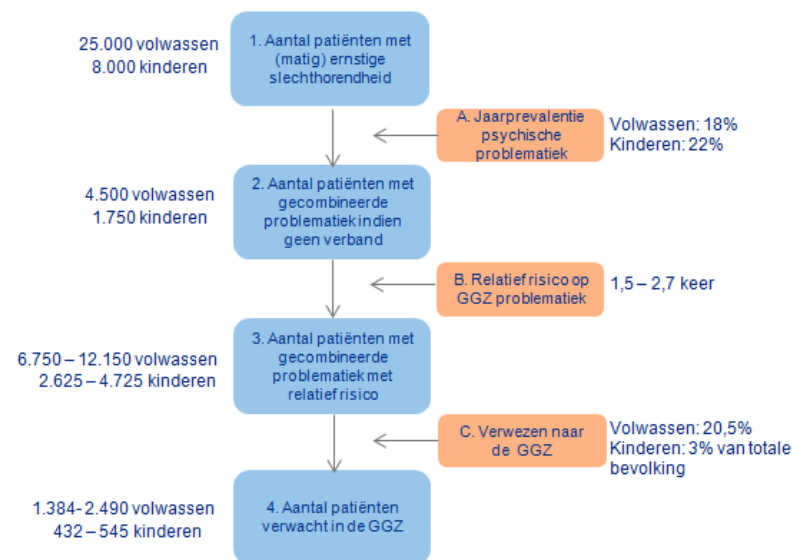 25.000 volwassen
8.000 kinderen
1. Aantal patiënten met
(matig) ernstige
slechthorendheid
A. Jaarprevalentie
psychische
problematiek
Volwassen: 18%
Kinderen: 22%
4.500 volwassen
1.750 kinderen
2. Aantal patiënten met
gecombineerde
problematiek indien
geen verband
B. Relatief risico op
GGZ problematiek
1,5 – 2,7 keer
6.750 – 12.150 volwassen
2.625 – 4.725 kinderen
3. Aantal patiënten met
gecombineerde
problematiek met
relatief risico
C. Verwezen naar
de GGZ
Volwassen: 20,5%
Kinderen: 3% van totale
bevolking
1.384- 2.490 volwassen
432 – 545 kinderen
4. Aantal patiënten
verwacht in de GGZ